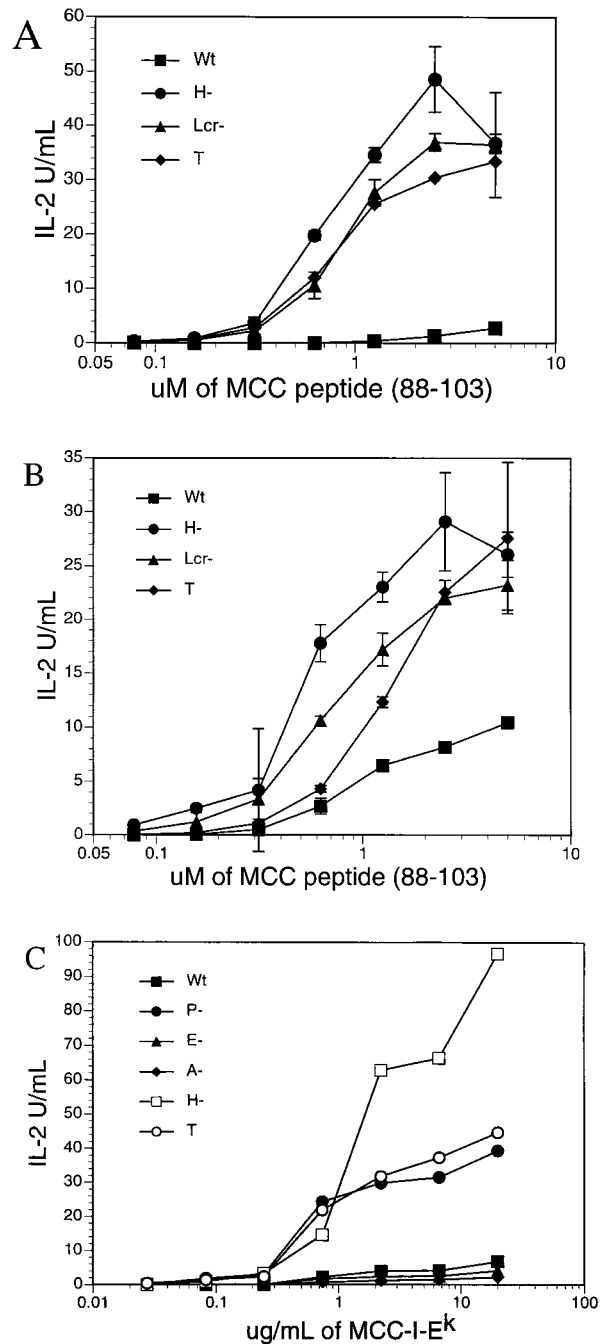 A
60
50
40
30
20
10
0
IL-2 U/mL
Wt
H-
Lcr-
T
0.05 0.1 1 10
uM of MCC peptide (88-103)
B
35
30
25
20
15
10
5
0
IL-2 U/mL
Wt
H-
Lcr-
T
0.05 0.1 1 10
uM of MCC peptide (88-103)
C
100
90
80
70
60
50
40
30
20
10
0
IL-2 U/mL
Wt
P-
E-
A-
H-
T
0.01 0.1 1 10 100
ug/mL of MCC-I-Eᵏ